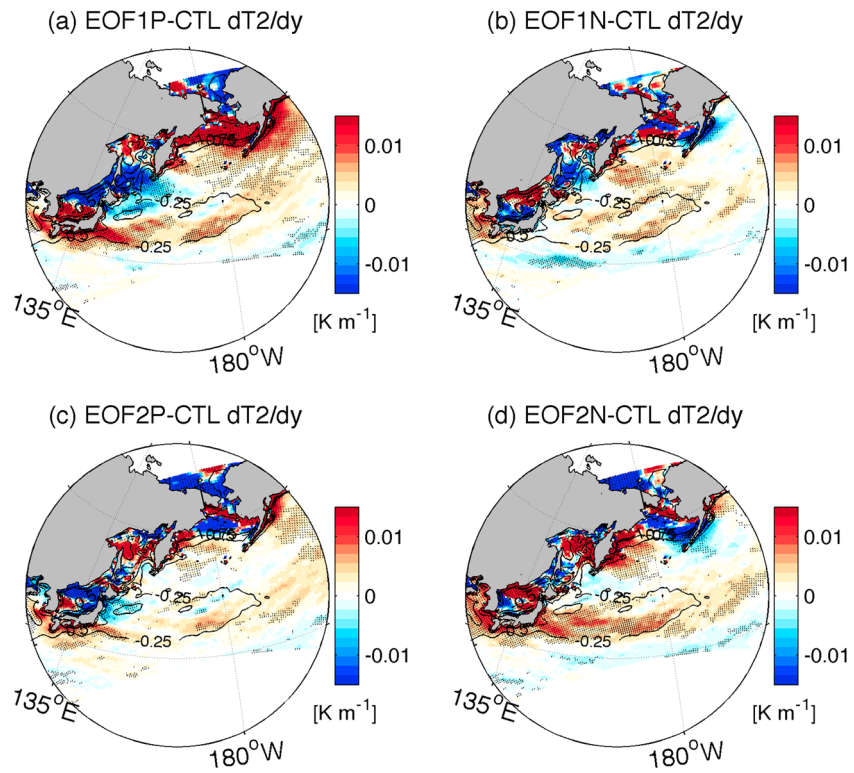 (a) EOF1P-CTL dT2/dy
(b) EOF1N-CTL dT2/dy
-0.25
-0.25
0.01
0
-0.01
[K m⁻¹]
135°E
180°W
-0.25
-0.25
0.01
0
-0.01
[K m⁻¹]
135°E
180°W
(c) EOF2P-CTL dT2/dy
(d) EOF2N-CTL dT2/dy
-0.25
-0.25
0.01
0
-0.01
[K m⁻¹]
135°E
180°W
-0.25
-0.25
0.01
0
-0.01
[K m⁻¹]
135°E
180°W